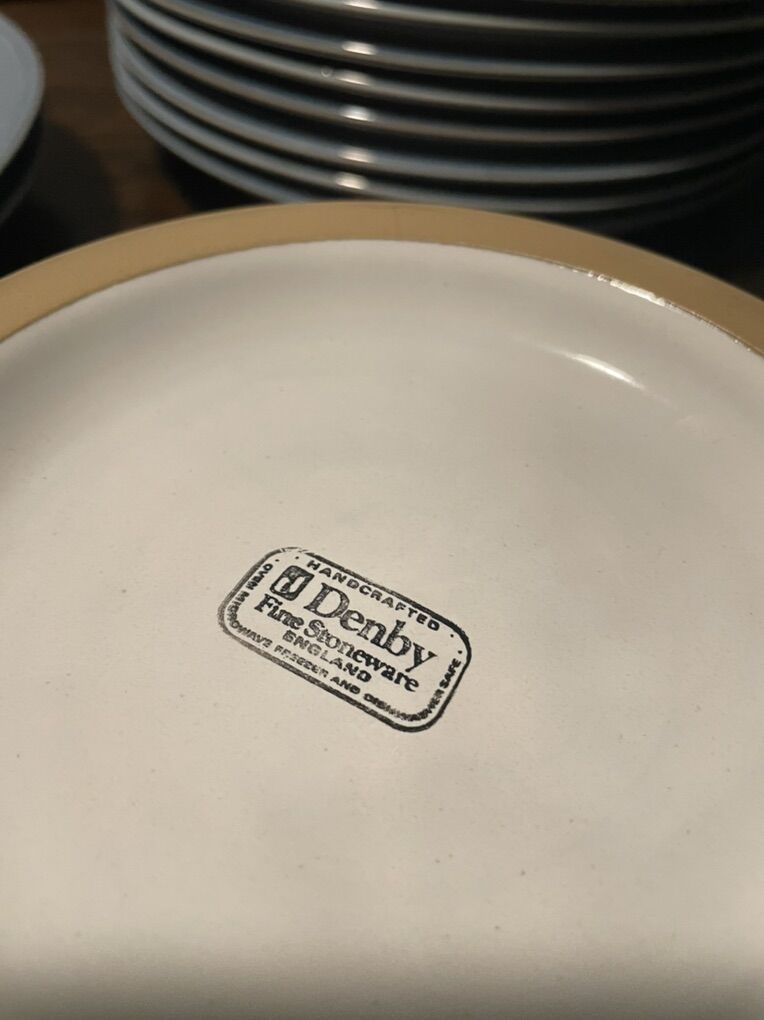 HANDCRAFTED
Denby
Fine Stoneware
ENGLAND
OVEN MICROWAVE FREEZER AND DISHWASHER SAFE